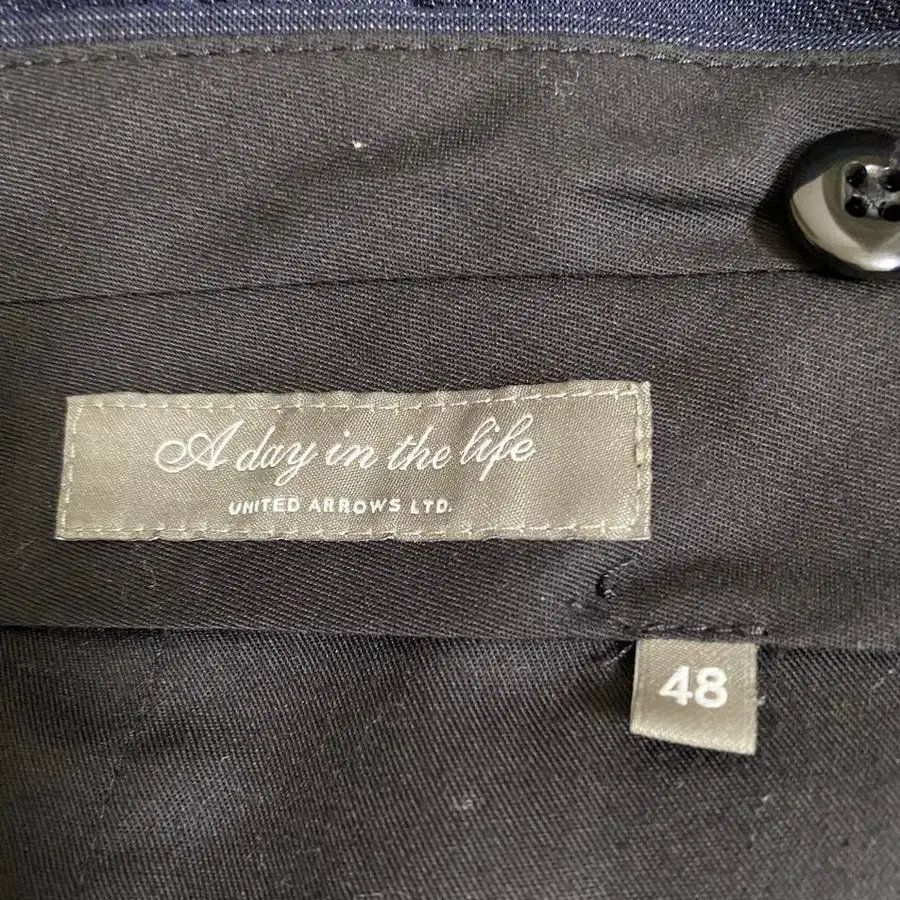 A day in the life
UNITED ARROWS LTD.
48